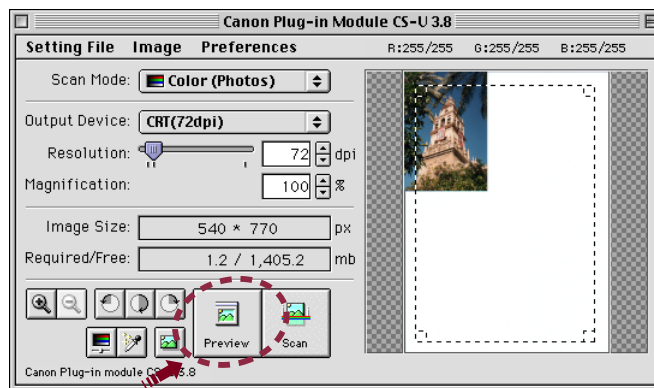 Canon Plug-in Module CS-U 3.8
Setting File Image Preferences R:255/255 G:255/255 B:255/255
Scan Mode: Color (Photos)
Output Device: CRT(72dpi)
Resolution: 72 dpi
Magnification: 100 %
Image Size: 540 * 770 px
Required/Free: 1.2 / 1,405.2 mb
Preview Scan
Canon Plug-in module CS-U 3.8